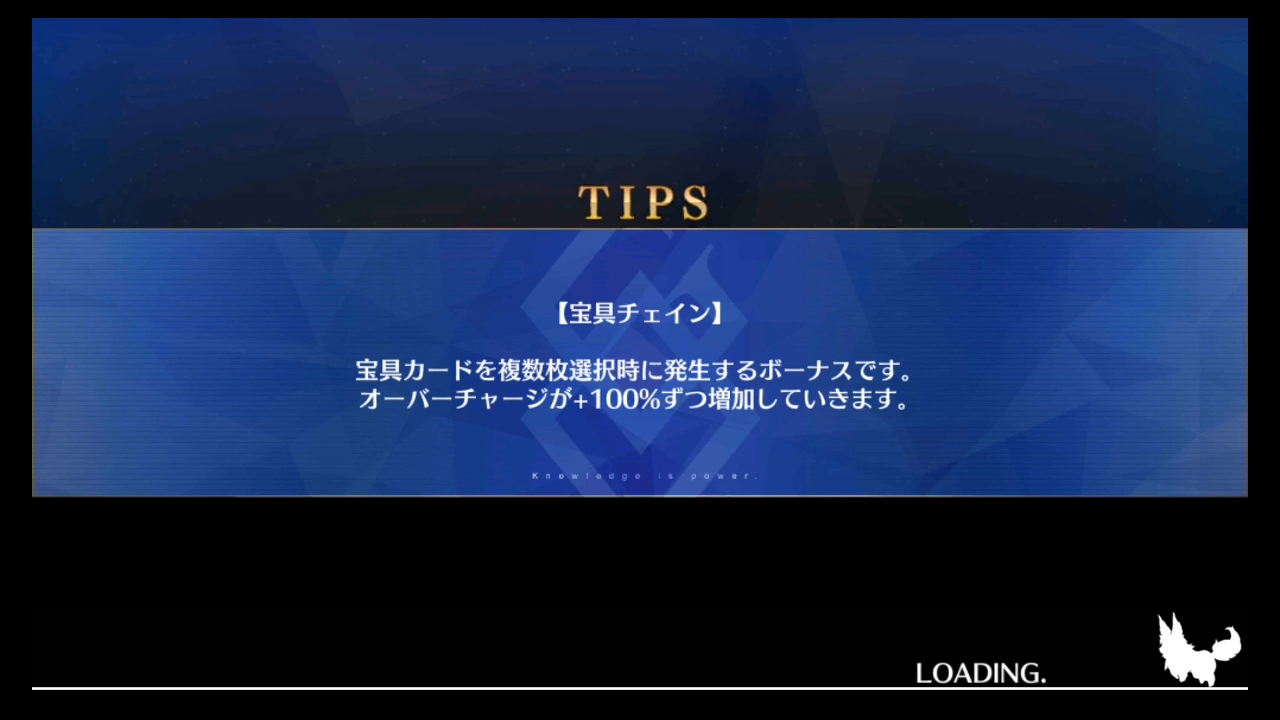 TIPS
【宝具チェイン】
宝具カードを複数枚選択時に発生するボーナスです。
オーバーチャージが+100%ずつ増加していきます。
Knowledge is power.
LOADING.